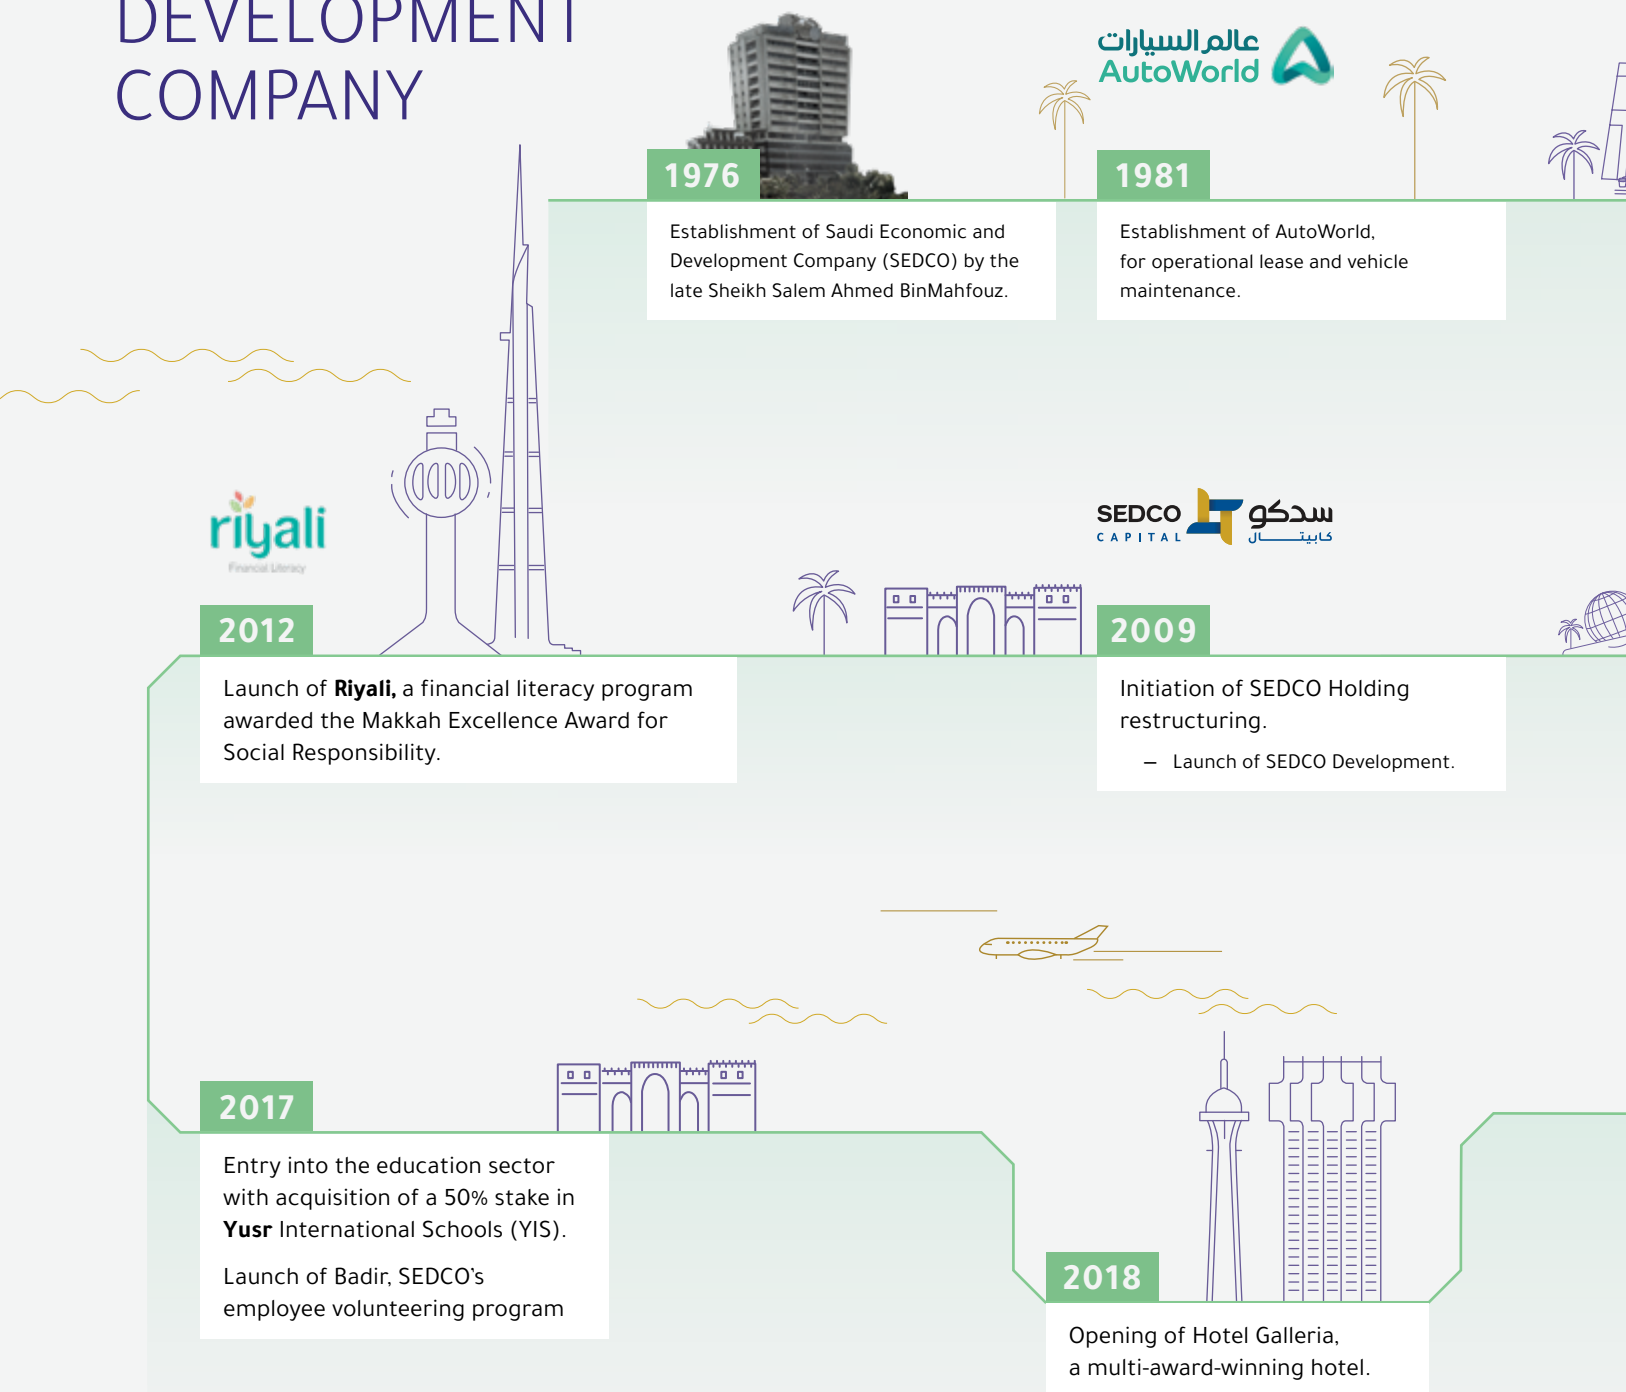 DEVELOPMENT
COMPANY
عالم السيارات
AutoWorld
1976
Establishment of Saudi Economic and
Development Company (SEDCO) by the
late Sheikh Salem Ahmed BinMahfouz.
1981
Establishment of AutoWorld,
for operational lease and vehicle
maintenance.
riyali
Financial Literacy
2012
Launch of Riyali, a financial literacy program
awarded the Makkah Excellence Award for
Social Responsibility.
SEDCO سدكو
CAPITAL كابيتـــــال
2009
Initiation of SEDCO Holding
restructuring.
— Launch of SEDCO Development.
2017
Entry into the education sector
with acquisition of a 50% stake in
Yusr International Schools (YIS).
Launch of Badir, SEDCO’s
employee volunteering program
2018
Opening of Hotel Galleria,
a multi-award-winning hotel.